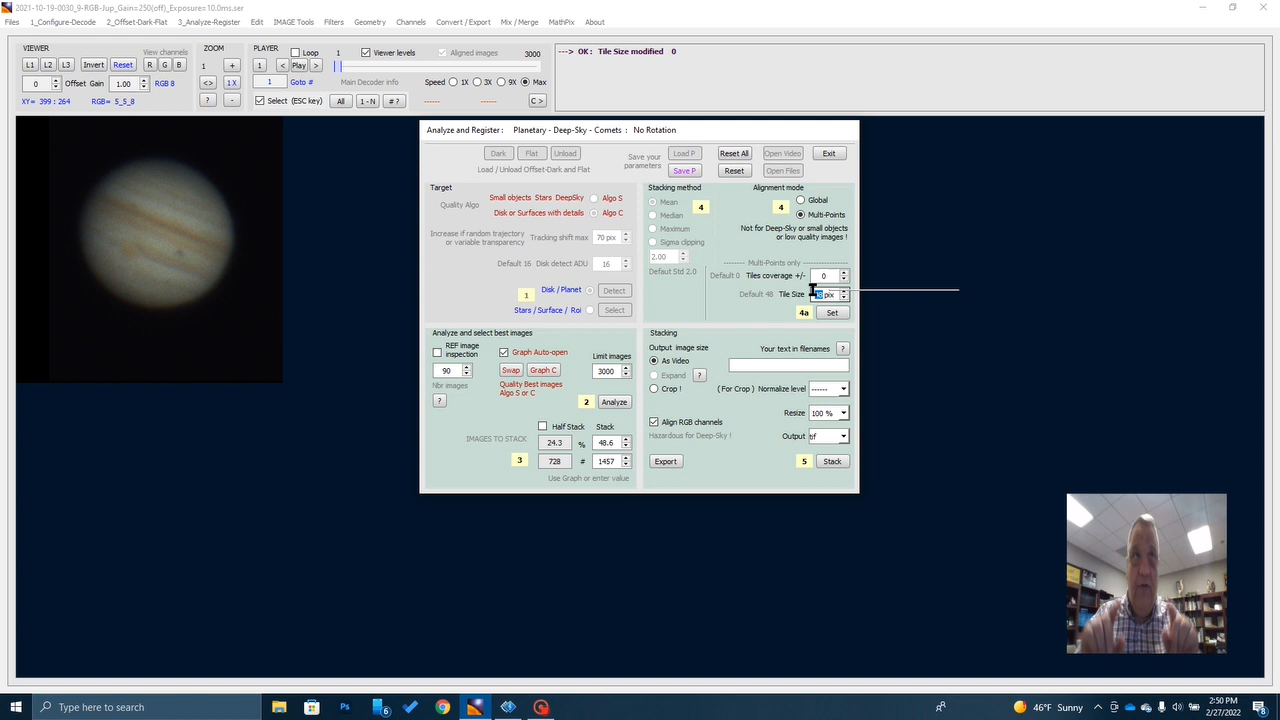 2021-10-19-0030_9-RGB-Jup_Gain=250(off)_Exposure=10.0ms.ser
Files 1_Configure-Decode 2_Offset-Dark-Flat 3_Analyze-Register Edit IMAGE Tools Filters Geometry Channels Convert / Export Mix / Merge MathPix About
VIEWER View channels ZOOM PLAYER Loop 1 Viewer levels Aligned images 3000
L1 L2 L3 Invert Reset R G B 1 + 1 < Play >
0 Offset Gain 1.00 RGB 8 <> 1 X 1 Goto # Main Decoder info Speed 1X 3X 9X Max
XY= 399 : 264 RGB= 5_5_8 ? - Select (ESC key) All 1 - N # ? ------ ------ C >
---> OK: Tile Size modified 0
Analyze and Register : Planetary - Deep-Sky - Comets : No Rotation
Dark Flat Unload
Load / Unload Offset-Dark and Flat
Save your
parameters
Load P Reset All Open Video Exit
Save P Reset Open Files
Target
Quality Algo
Small objects Stars DeepSky Algo S
Disk or Surfaces with details Algo C
Increase if random trajectory
or variable transparency
Tracking shift max 70 pix
Default 16 Disk detect ADU 16
1 Disk / Planet Detect
Stars / Surface / Roi Select
Stacking method
Mean 4
Median
Maximum
Sigma clipping
2.00
Defaut Std 2.0
Alignment mode
4 Global
Multi-Points
Not for Deep-Sky or small objects
or low quality images !
------- Multi-Points only ---------------
Default 0 Tiles coverage +/- 0
Default 48 Tile Size pix
4a Set
Analyze and select best images
REF image
inspection
Graph Auto-open Limit images
90 Swap Graph C 3000
Nbr images
Quality Best images
Algo S or C
? 2 Analyze
Half Stack Stack
IMAGES TO STACK 24.3 % 48.6
3 728 # 1457
Use Graph or enter value
Stacking
Output image size Your text in filenames ?
As Video
Expand ?
Crop ! ( For Crop ) Normalize level ------
Resize 100 %
Align RGB channels
Hazardous for Deep-Sky !
Output tif
Export 5 Stack
Type here to search
Ps 6 46°F Sunny 2:50 PM
2/27/2022
8